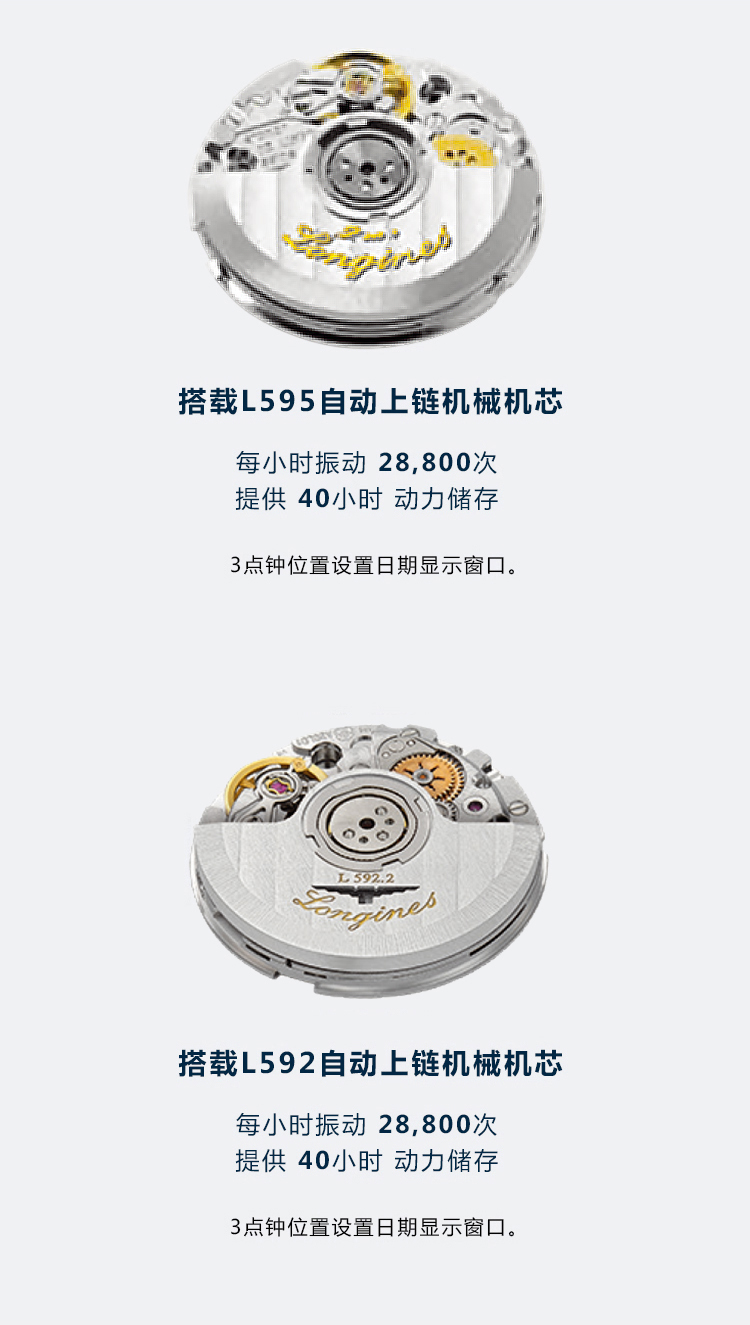 Longines
搭载L595自动上链机械机芯
每小时振动 28,800次
提供 40小时 动力储存
3点钟位置设置日期显示窗口。
L 592.2
Longines
搭载L592自动上链机械机芯
每小时振动 28,800次
提供 40小时 动力储存
3点钟位置设置日期显示窗口。